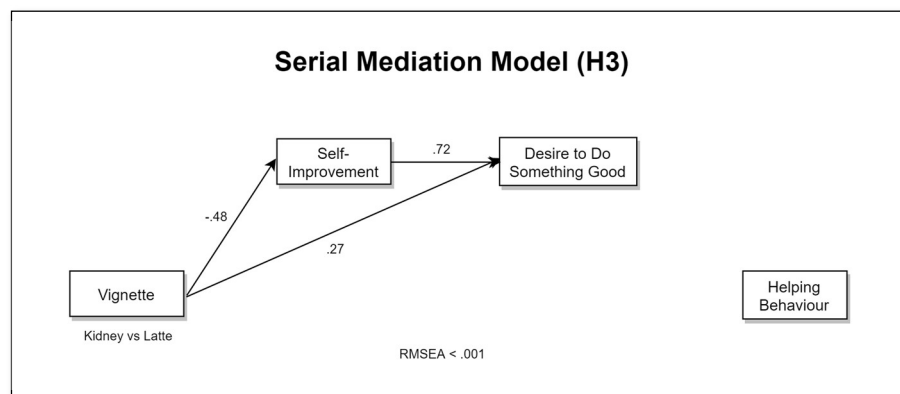 Serial Mediation Model (H3)
Self-
Improvement
.72
Desire to Do
Something Good
-.48
.27
Vignette
Helping
Behaviour
Kidney vs Latte
RMSEA < .001